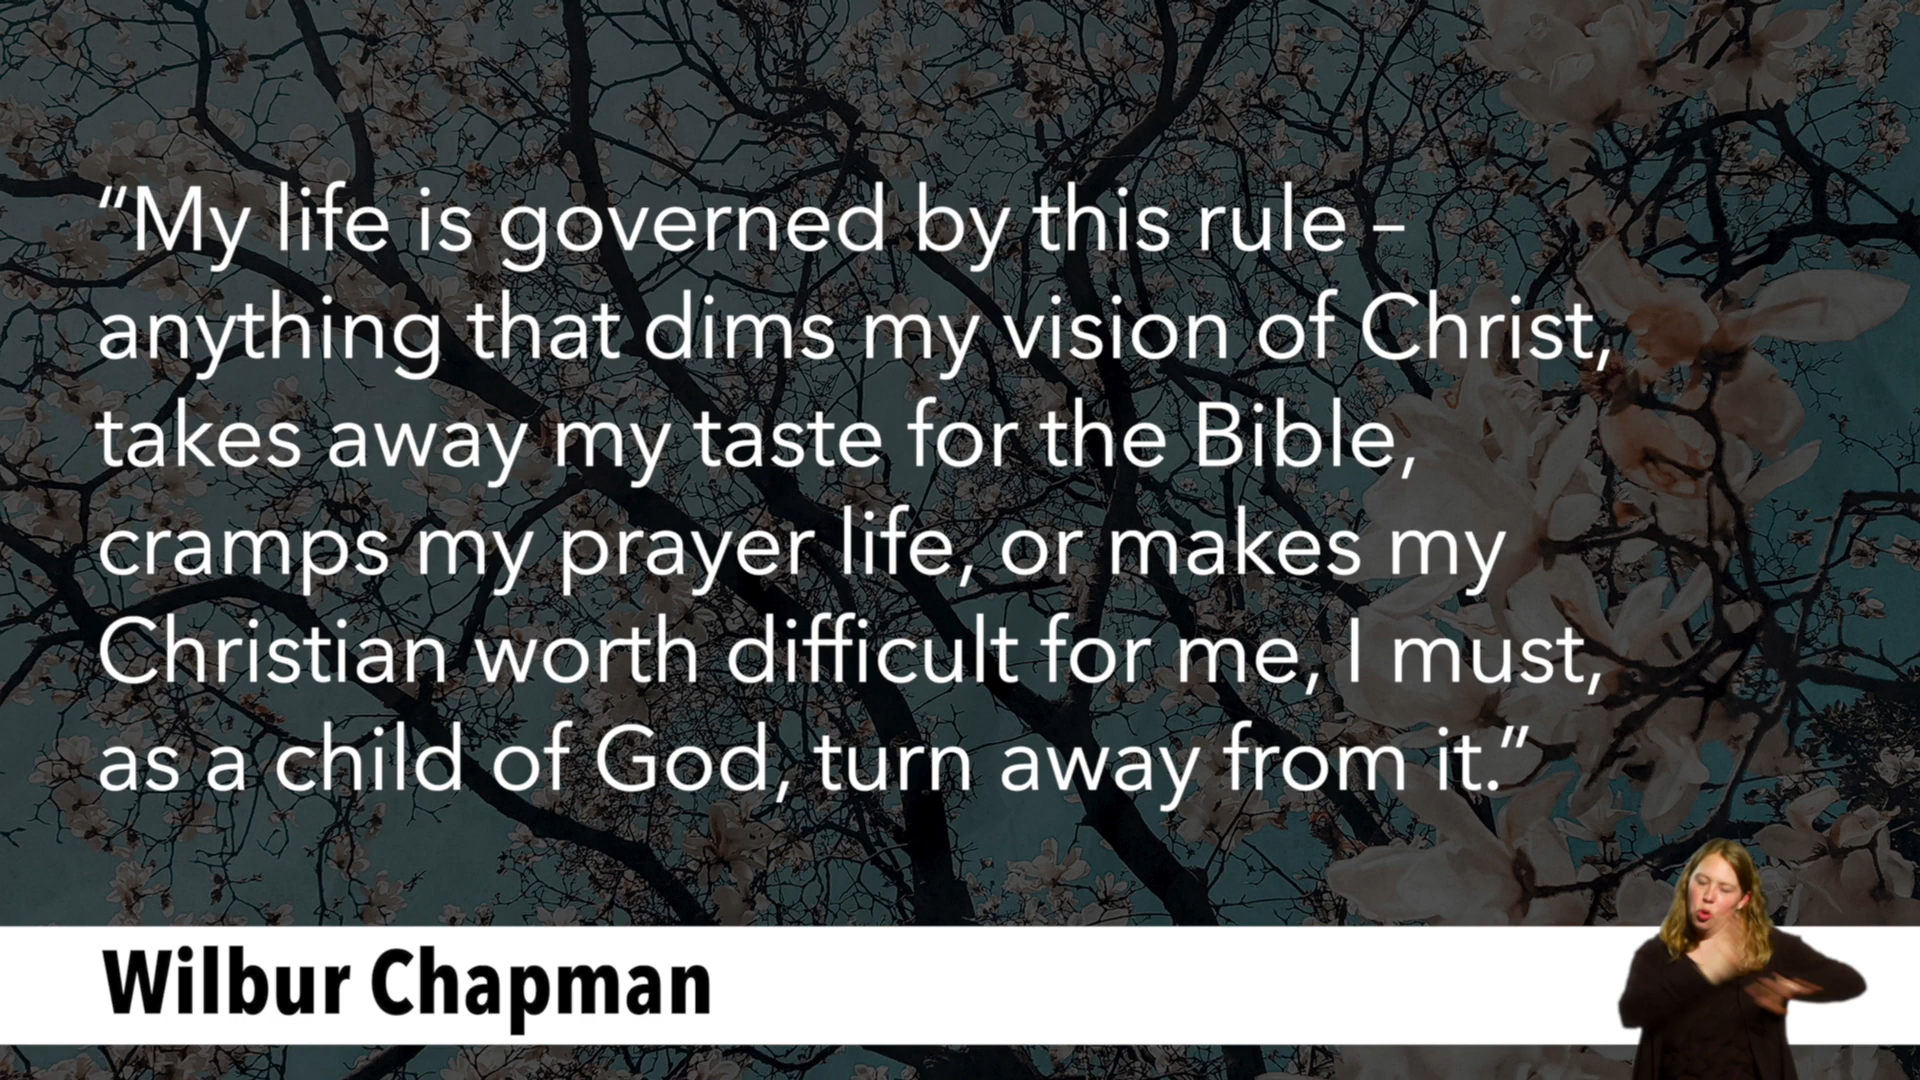 “My life is governed by this rule –
anything that dims my vision of Christ,
takes away my taste for the Bible,
cramps my prayer life, or makes my
Christian worth difficult for me, I must,
as a child of God, turn away from it.”
Wilbur Chapman